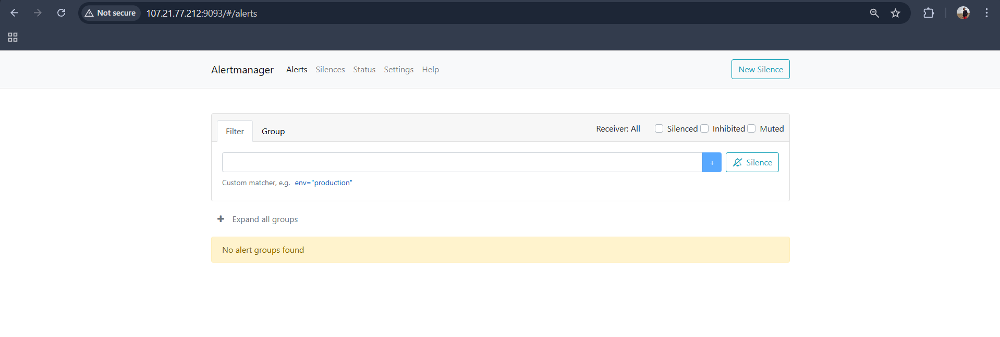 Not secure 107.21.77.212:9093/#/alerts
Alertmanager Alerts Silences Status Settings Help New Silence
Filter Group Receiver: All Silenced Inhibited Muted
+ Silence
Custom matcher, e.g. env="production"
+ Expand all groups
No alert groups found